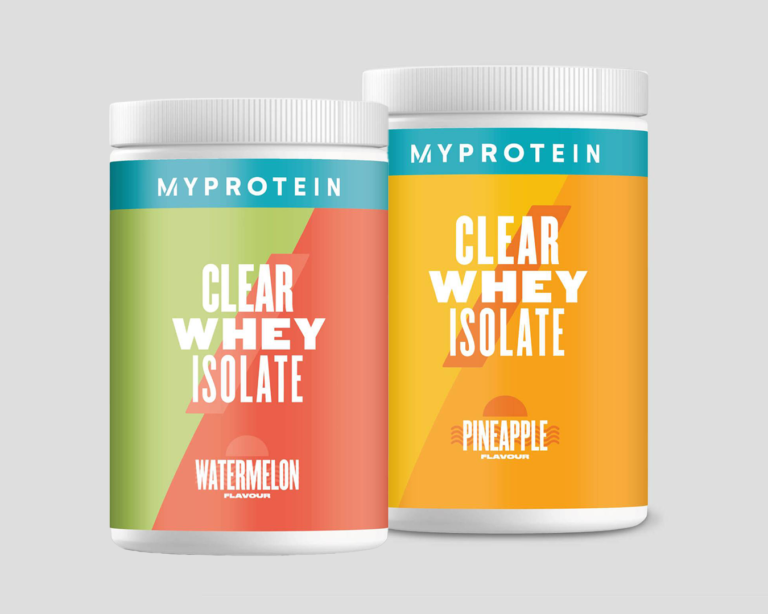 MYPROTEIN
CLEAR
WHEY
ISOLATE
WATERMELON
FLAVOUR
MYPROTEIN
CLEAR
WHEY
ISOLATE
PINEAPPLE
FLAVOUR